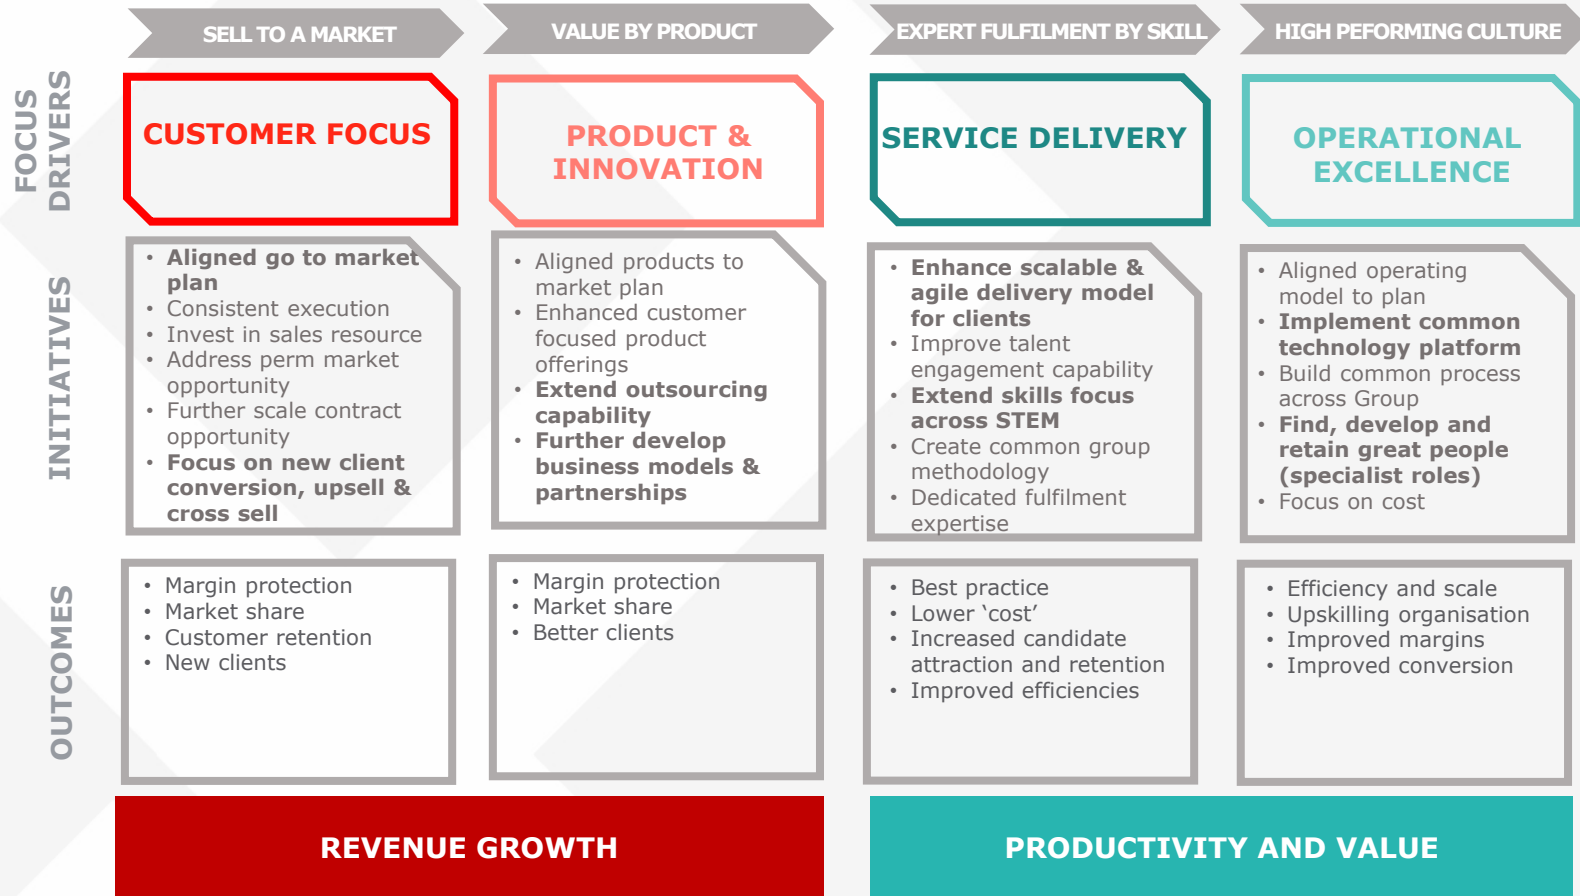 SELL TO A MARKET
VALUE BY PRODUCT
EXPERT FULFILMENT BY SKILL
HIGH PEFORMING CULTURE
FOCUS
DRIVERS
CUSTOMER FOCUS
PRODUCT &
INNOVATION
SERVICE DELIVERY
OPERATIONAL
EXCELLENCE
INITIATIVES
• Aligned go to market
plan
• Consistent execution
• Invest in sales resource
• Address perm market
opportunity
• Further scale contract
opportunity
• Focus on new client
conversion, upsell &
cross sell
• Aligned products to
market plan
• Enhanced customer
focused product
offerings
• Extend outsourcing
capability
• Further develop
business models &
partnerships
• Enhance scalable &
agile delivery model
for clients
• Improve talent
engagement capability
• Extend skills focus
across STEM
• Create common group
methodology
• Dedicated fulfilment
expertise
• Aligned operating
model to plan
• Implement common
technology platform
• Build common process
across Group
• Find, develop and
retain great people
(specialist roles)
• Focus on cost
OUTCOMES
• Margin protection
• Market share
• Customer retention
• New clients
• Margin protection
• Market share
• Better clients
• Best practice
• Lower ‘cost’
• Increased candidate
attraction and retention
• Improved efficiencies
• Efficiency and scale
• Upskilling organisation
• Improved margins
• Improved conversion
REVENUE GROWTH
PRODUCTIVITY AND VALUE